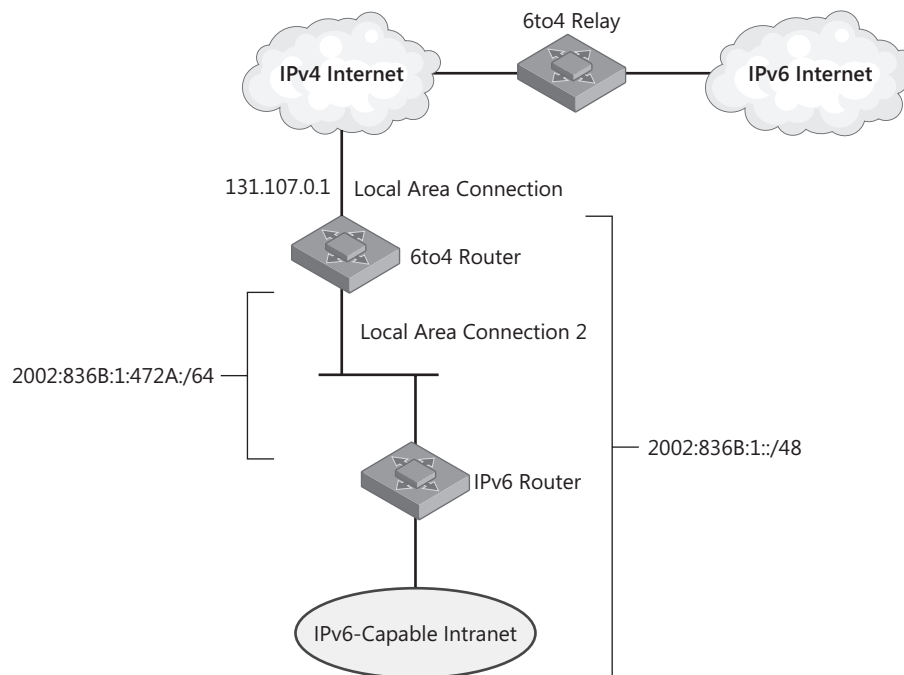 6to4 Relay
IPv4 Internet
IPv6 Internet
131.107.0.1
Local Area Connection
6to4 Router
Local Area Connection 2
2002:836B:1:472A:/64
2002:836B:1::/48
IPv6 Router
IPv6-Capable Intranet